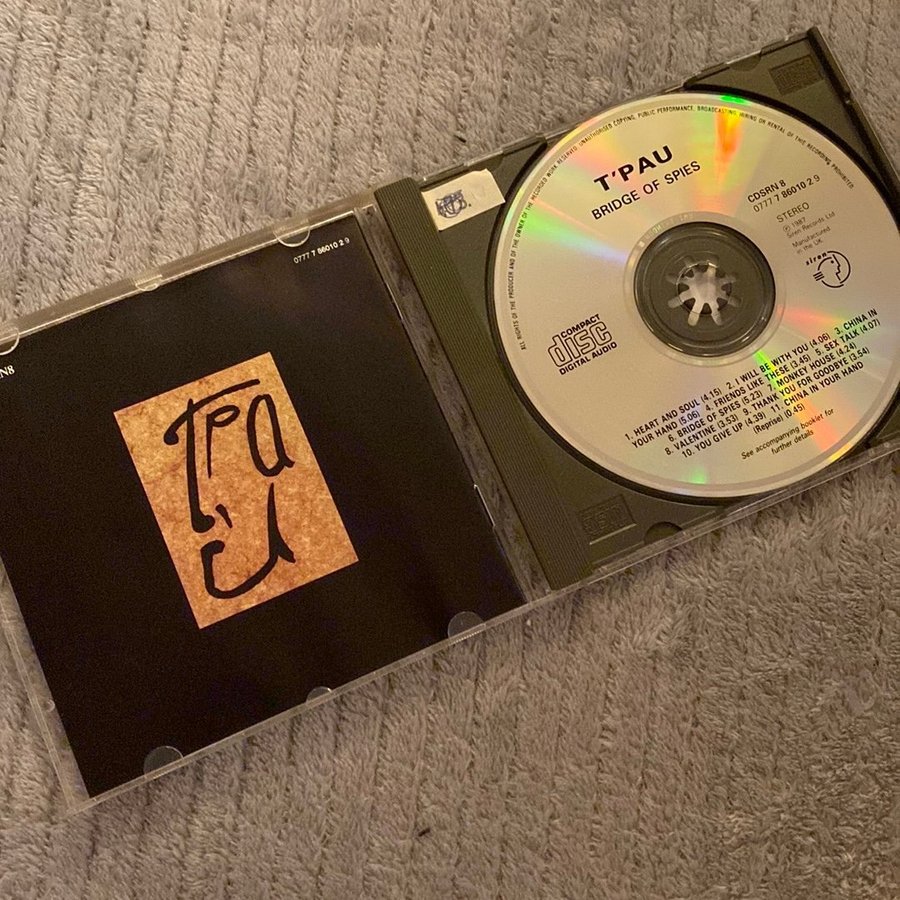 N8
0777 7 86010 2 9
T'Pau
ALL RIGHTS OF THE PRODUCER AND OF THE OWNER OF THE RECORDED WORK RESERVED. UNAUTHORISED COPYING, PUBLIC PERFORMANCE, BROADCASTING, HIRING OR RENTAL OF THIS RECORDING PROHIBITED.
T'PAU
BRIDGE OF SPIES
CDSRN 8
0777 7 86010 2 9
STEREO
℗ 1987
Siren Records Ltd
Manufactured
in the UK
siren
COMPACT
disc
DIGITAL AUDIO
1. HEART AND SOUL (4.15) 2. I WILL BE WITH YOU (4.06) 3. CHINA IN
YOUR HAND (5.06) 4. FRIENDS LIKE THESE (3.45) 5. SEX TALK (4.07)
6. BRIDGE OF SPIES (5.23) 7. MONKEY HOUSE (4.24)
8. VALENTINE (3.53) 9. THANK YOU FOR GOODBYE (3.54)
10. YOU GIVE UP (4.39) 11. CHINA IN YOUR HAND
(Reprise) (0.45)
See accompanying booklet for
further details